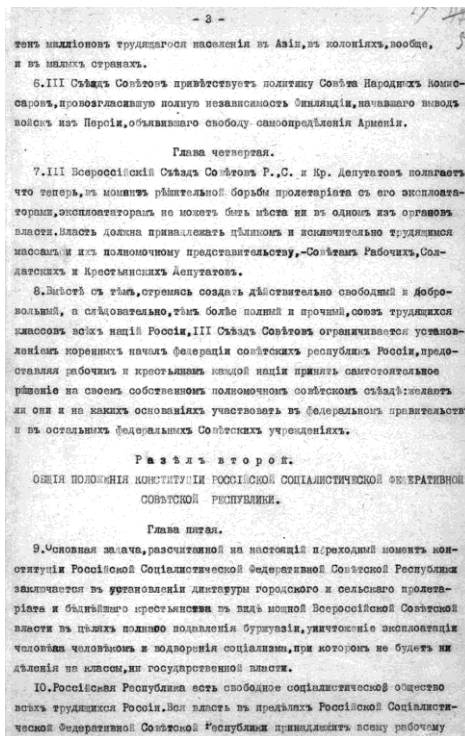 - 3 -
тенъ милліоновъ трудящагося населенія въ Азіи,въ колоніяхъ,вообще,
и въ малыхъ странахъ.
6.III Съѣздъ Совѣтовъ привѣтствуетъ политику Совѣта Народныхъ Комис-
саровъ,провозгласившую полную независимость Финляндіи,начавшаго выводъ
войскъ изъ Персіи,объявившаго свободу самоопредѣленія Арменіи.
Глава четвертая.
7.III Всероссійскій Съѣздъ Совѣтовъ Р.,С. и Кр. Депутатовъ полагаетъ
что теперь,въ моментъ рѣшительной борьбы пролетаріата съ его эксплоата-
торами,эксплоататорамъ не можетъ быть мѣста ни въ одномъ изъ органовъ
власти.Власть должна принадлежать цѣликомъ и исключительно трудящимся
массамъ и ихъ полномочному представительству,-Совѣтамъ Рабочихъ,Сол-
датскихъ и Крестьянскихъ Депутатовъ.
8.Вмѣстѣ съ тѣмъ,стремясь создать дѣйствительно свободный и добро-
вольный, а слѣдовательно,тѣмъ болѣе полный и прочный,союзъ трудящихся
классовъ всѣхъ націй Россіи,III Съѣздъ Совѣтовъ ограничивается установ-
леніемъ коренныхъ началъ федераціи совѣтскихъ республикъ Россіи,предо-
ставляя рабочимъ и крестьянамъ каждой націи принять самтстоятельное
рѣшеніе на своемъ собственномъ полномочномъ совѣтскомъ съѣздѣ:желаютъ
ли они и на какихъ основаніяхъ участвовать въ федеральномъ правительств
и въ остальныхъ федеральныхъ Совѣтскихъ учрежденіяхъ.
Раздѣлъ второй.
ОБЩІЯ ПОЛОЖЕНІЯ КОНСТИТУЦІИ РОССІЙСКОЙ СОЦІАЛИСТИЧЕСКОЙ ФЕДЕРАТИВНОЙ
СОВѢТСКОЙ РЕСПУБЛИКИ.
Глава пятая.
9.Основная задача,разсчитанной на настоящій переходный моментъ кон-
ституціи Россійской Соціалистической Федеративной Совѣтской Республики
заключается въ установленіи диктатуры городского и сельскаго пролета-
ріата и бѣднѣйшаго крестьянства въ видѣ мощной Всероссійской Совѣтской
власти въ цѣляхъ полнаго подавленія буржуазіи,уничтоженіе эксплоатаціи
человѣка человѣкомъ и водворенія соціализма,при которомъ не будетъ ни
дѣленія на классы,ни государственной власти.
10.Россійская Республика есть свободное соціалистической общество
всѣхъ трудящихся Россіи.Вся власть въ предѣлахъ Россійской Соціалисти-
ческой Федеративной Совѣтской Республики принадлежитъ всему рабочему